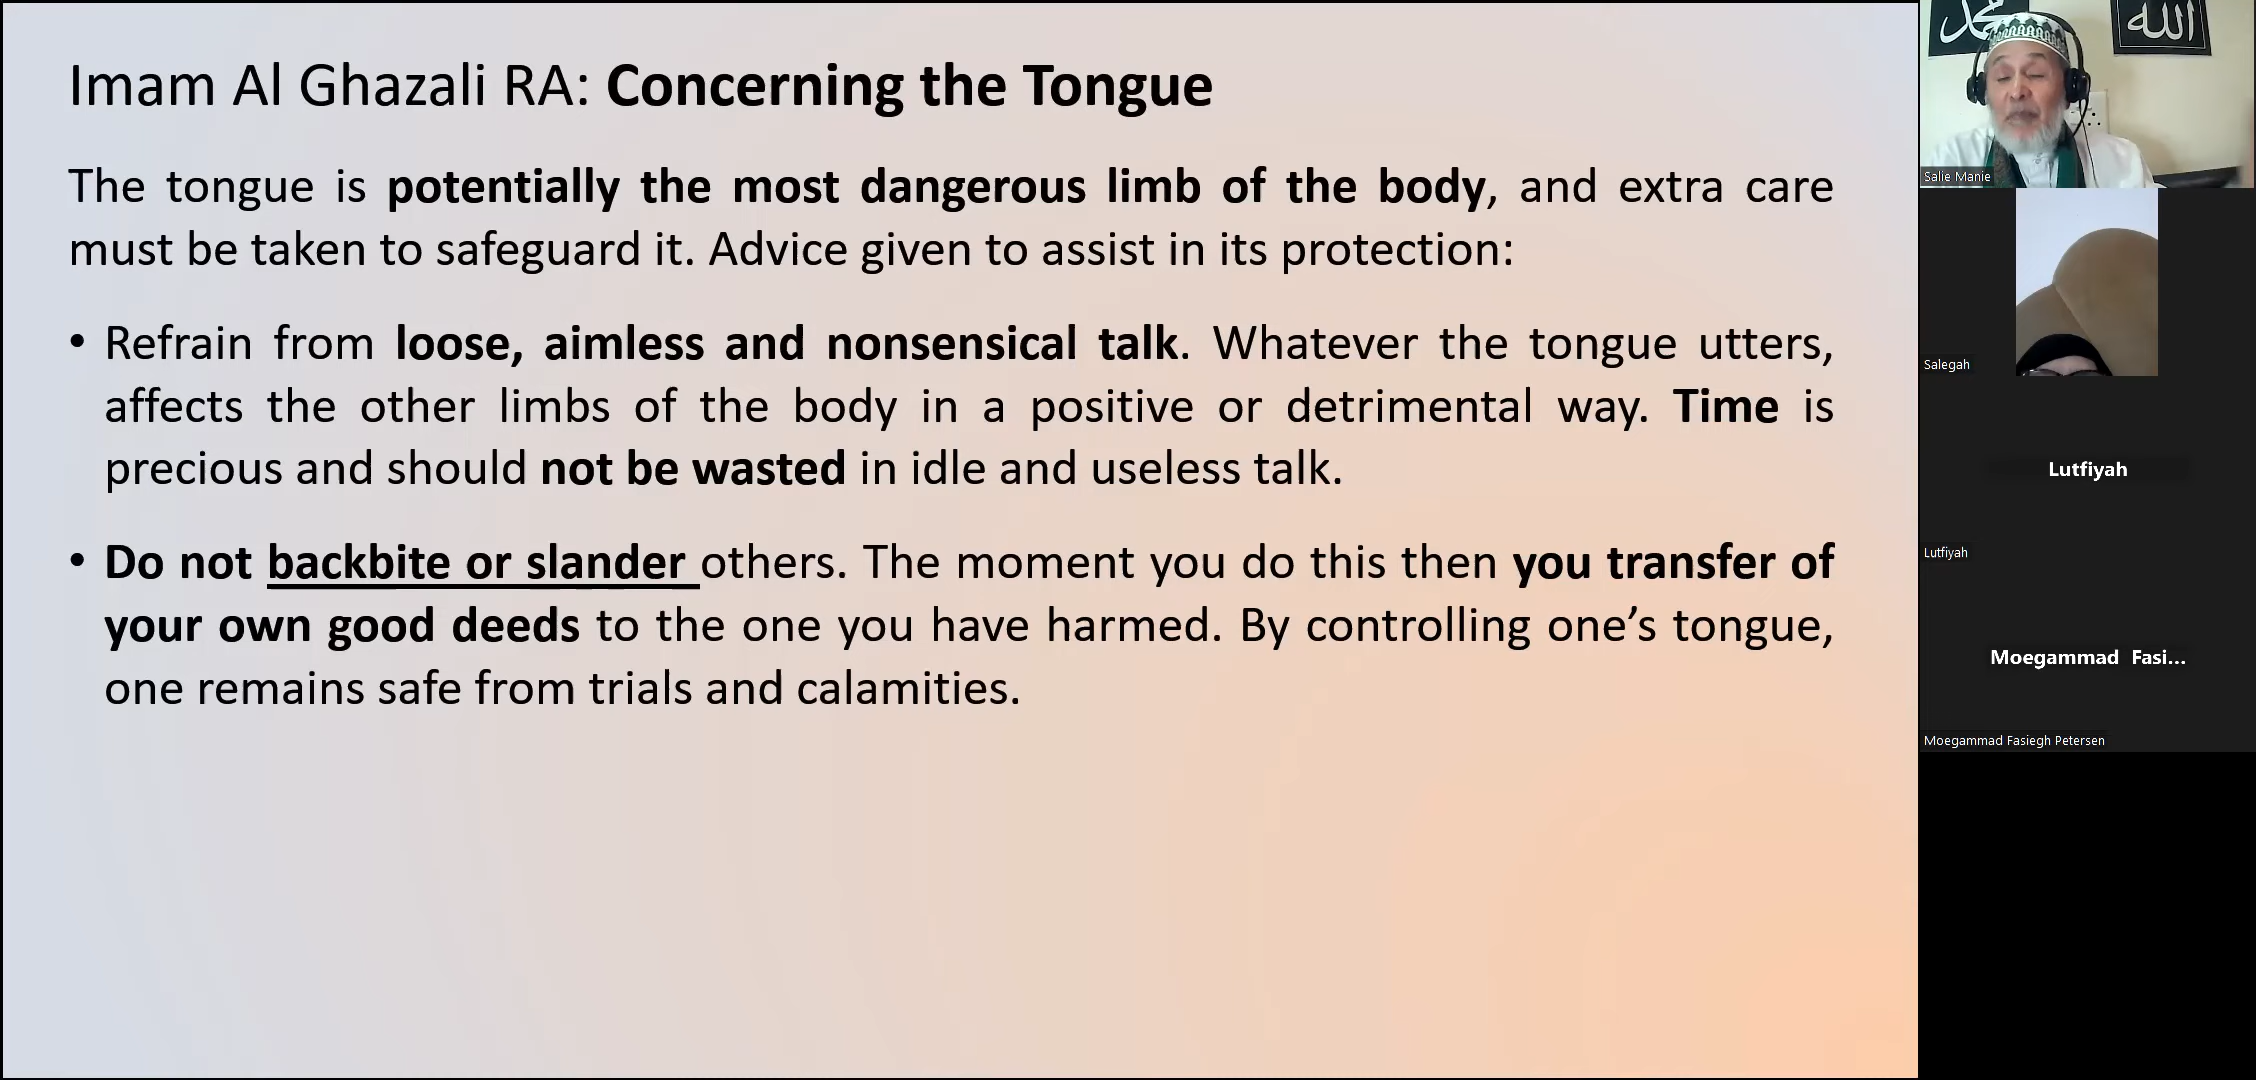 Imam Al Ghazali RA: Concerning the Tongue
The tongue is potentially the most dangerous limb of the body, and extra care
must be taken to safeguard it. Advice given to assist in its protection:
• Refrain from loose, aimless and nonsensical talk. Whatever the tongue utters,
affects the other limbs of the body in a positive or detrimental way. Time is
precious and should not be wasted in idle and useless talk.
• Do not backbite or slander others. The moment you do this then you transfer of
your own good deeds to the one you have harmed. By controlling one’s tongue,
one remains safe from trials and calamities.
محمد
الله
Salie Manie
Salegah
Lutfiyah
Lutfiyah
Moegammad Fasi...
Moegammad Fasiegh Petersen